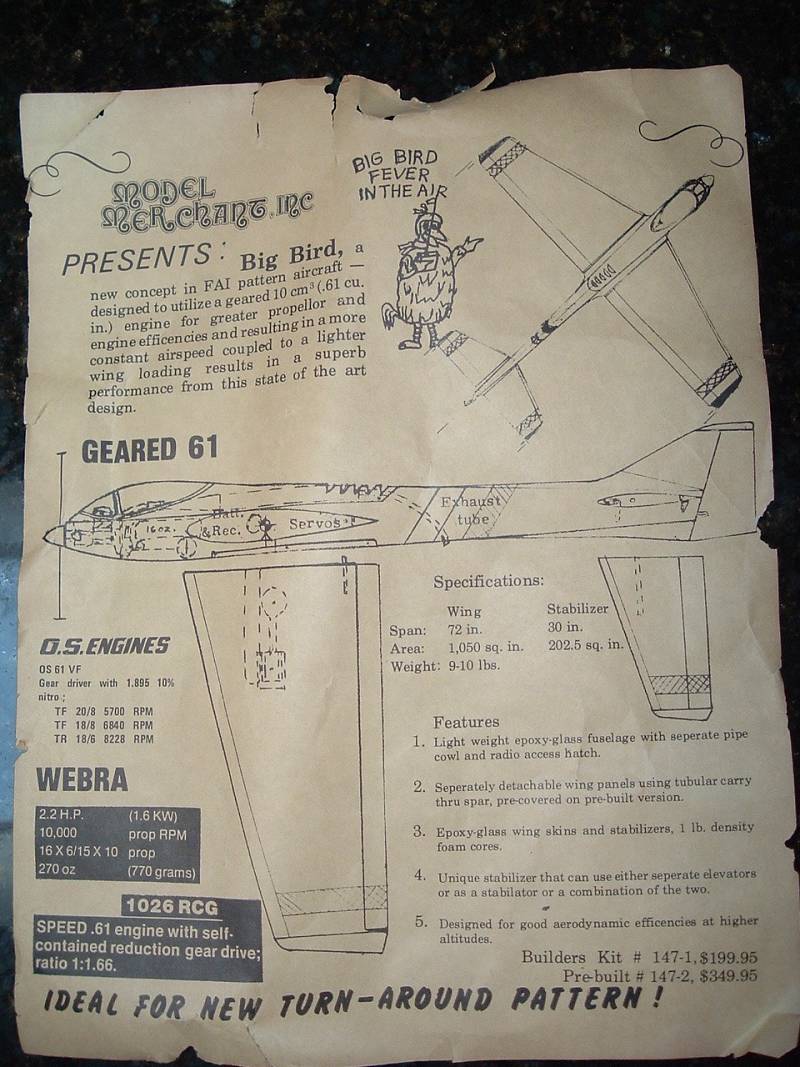 MODEL
MERCHANT, INC
PRESENTS: Big Bird, a
new concept in FAI pattern aircraft —
designed to utilize a geared 10 cm³ (.61 cu.
in.) engine for greater propellor and
engine efficencies and resulting in a more
constant airspeed coupled to a lighter
wing loading results in a superb
performance from this state of the art
design.
BIG BIRD
FEVER
IN THE AIR
GEARED 61
Batt.
&Rec.
16oz.
Servos
Exhaust
tube
O.S. ENGINES
OS 61 VF
Gear driver with 1.895 10%
nitro;
TF 20/8 5700 RPM
TF 18/8 6840 RPM
TR 18/6 8228 RPM
WEBRA
2.2 H.P. (1.6 KW)
10,000 prop RPM
16 X 6/15 X 10 prop
270 oz (770 grams)
1026 RCG
SPEED .61 engine with self-
contained reduction gear drive;
ratio 1:1.66.
Specifications:
Wing Stabilizer
Span: 72 in. 30 in.
Area: 1,050 sq. in. 202.5 sq. in.
Weight: 9-10 lbs.
Features
1. Light weight epoxy-glass fuselage with seperate pipe
cowl and radio access hatch.
2. Seperately detachable wing panels using tubular carry
thru spar, pre-covered on pre-built version.
3. Epoxy-glass wing skins and stabilizers, 1 lb. density
foam cores.
4. Unique stabilizer that can use either seperate elevators
or as a stabilator or a combination of the two.
5. Designed for good aerodynamic efficencies at higher
altitudes.
Builders Kit # 147-1, $199.95
Pre-built # 147-2, $349.95
IDEAL FOR NEW TURN-AROUND PATTERN!